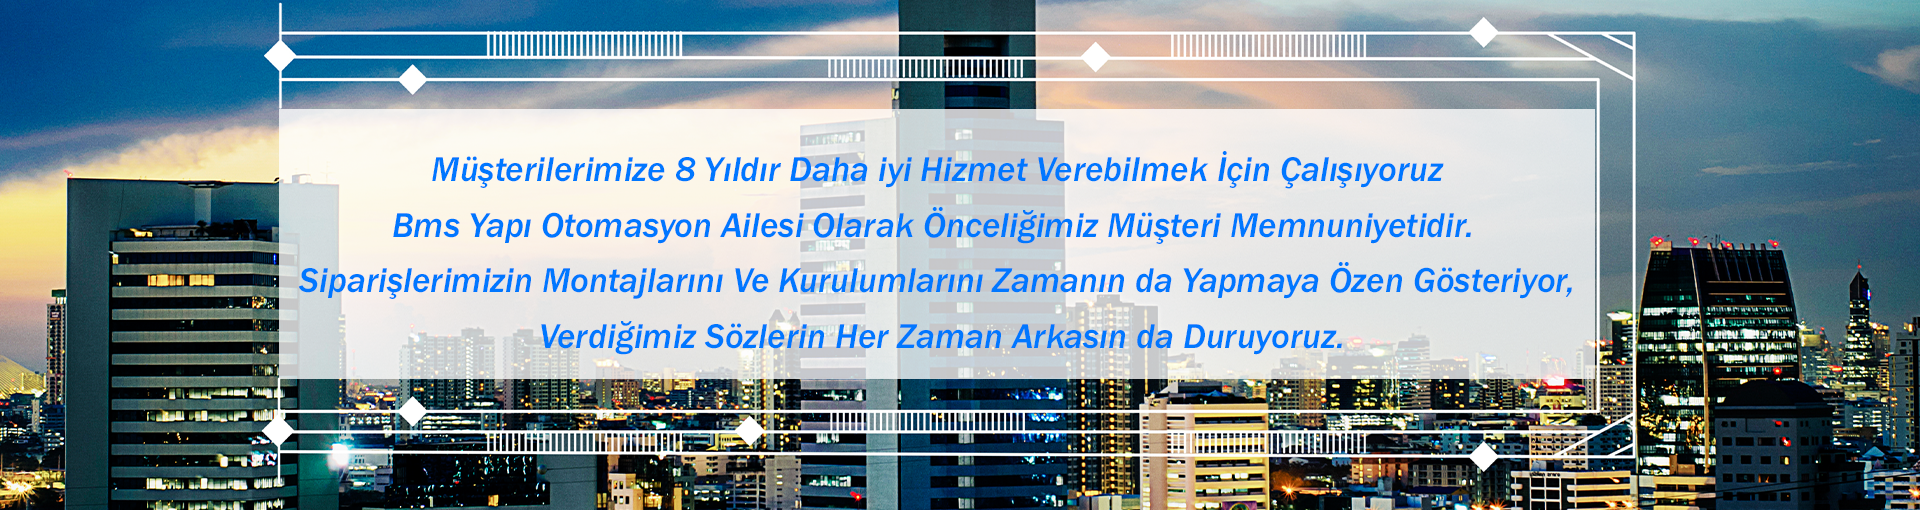 Müşterilerimize 8 Yıldır Daha iyi Hizmet Verebilmek İçin Çalışıyoruz
Bms Yapı Otomasyon Ailesi Olarak Önceliğimiz Müşteri Memnuniyetidir.
Siparişlerimizin Montajlarını Ve Kurulumlarını Zamanın da Yapmaya Özen Gösteriyor,
Verdiğimiz Sözlerin Her Zaman Arkasın da Duruyoruz.